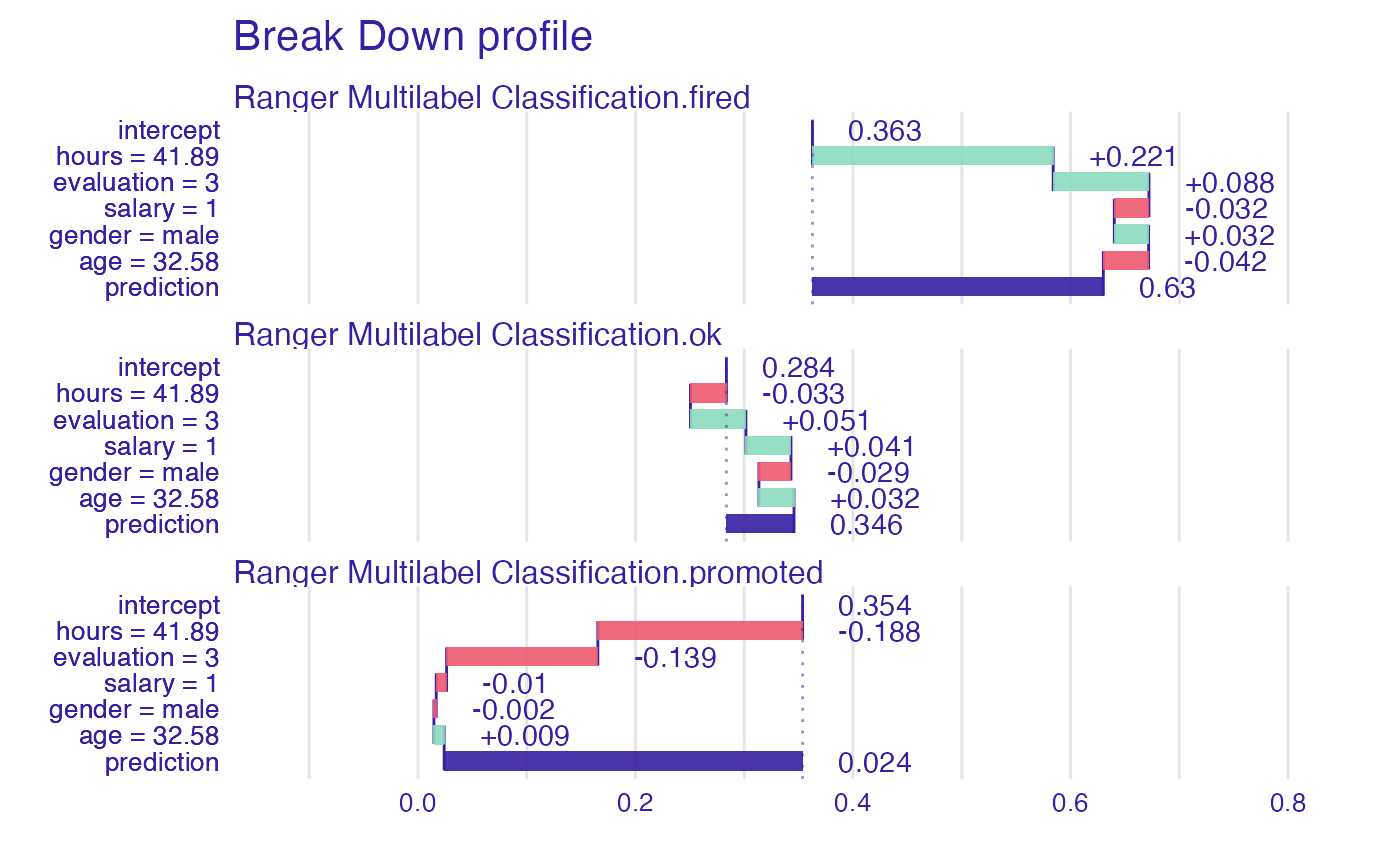 Break Down profile
Ranger Multilabel Classification.fired
intercept 0.363
hours = 41.89 +0.221
evaluation = 3 +0.088
salary = 1 -0.032
gender = male +0.032
age = 32.58 -0.042
prediction 0.63
Ranger Multilabel Classification.ok
intercept 0.284
hours = 41.89 -0.033
evaluation = 3 +0.051
salary = 1 +0.041
gender = male -0.029
age = 32.58 +0.032
prediction 0.346
Ranger Multilabel Classification.promoted
intercept 0.354
hours = 41.89 -0.188
evaluation = 3 -0.139
salary = 1 -0.01
gender = male -0.002
age = 32.58 +0.009
prediction 0.024
0.0 0.2 0.4 0.6 0.8